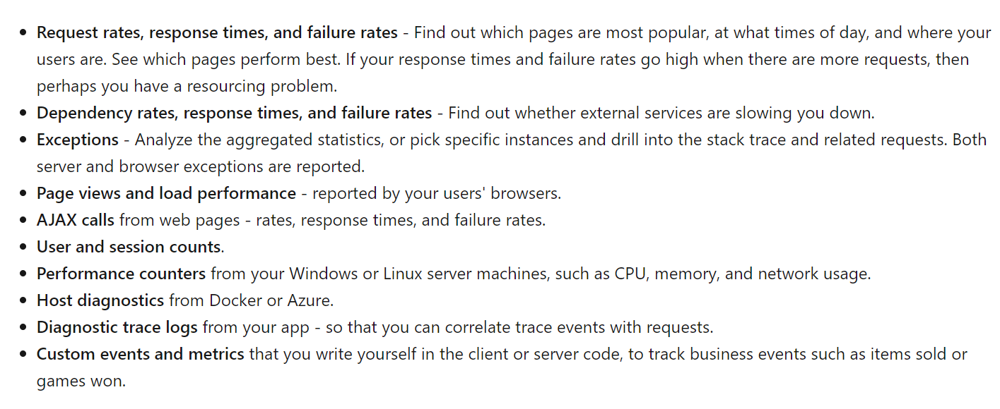 Request rates, response times, and failure rates - Find out which pages are most popular, at what times of day, and where your
users are. See which pages perform best. If your response times and failure rates go high when there are more requests, then
perhaps you have a resourcing problem.
Dependency rates, response times, and failure rates - Find out whether external services are slowing you down.
Exceptions - Analyze the aggregated statistics, or pick specific instances and drill into the stack trace and related requests. Both
server and browser exceptions are reported.
Page views and load performance - reported by your users' browsers.
AJAX calls from web pages - rates, response times, and failure rates.
User and session counts.
Performance counters from your Windows or Linux server machines, such as CPU, memory, and network usage.
Host diagnostics from Docker or Azure.
Diagnostic trace logs from your app - so that you can correlate trace events with requests.
Custom events and metrics that you write yourself in the client or server code, to track business events such as items sold or
games won.